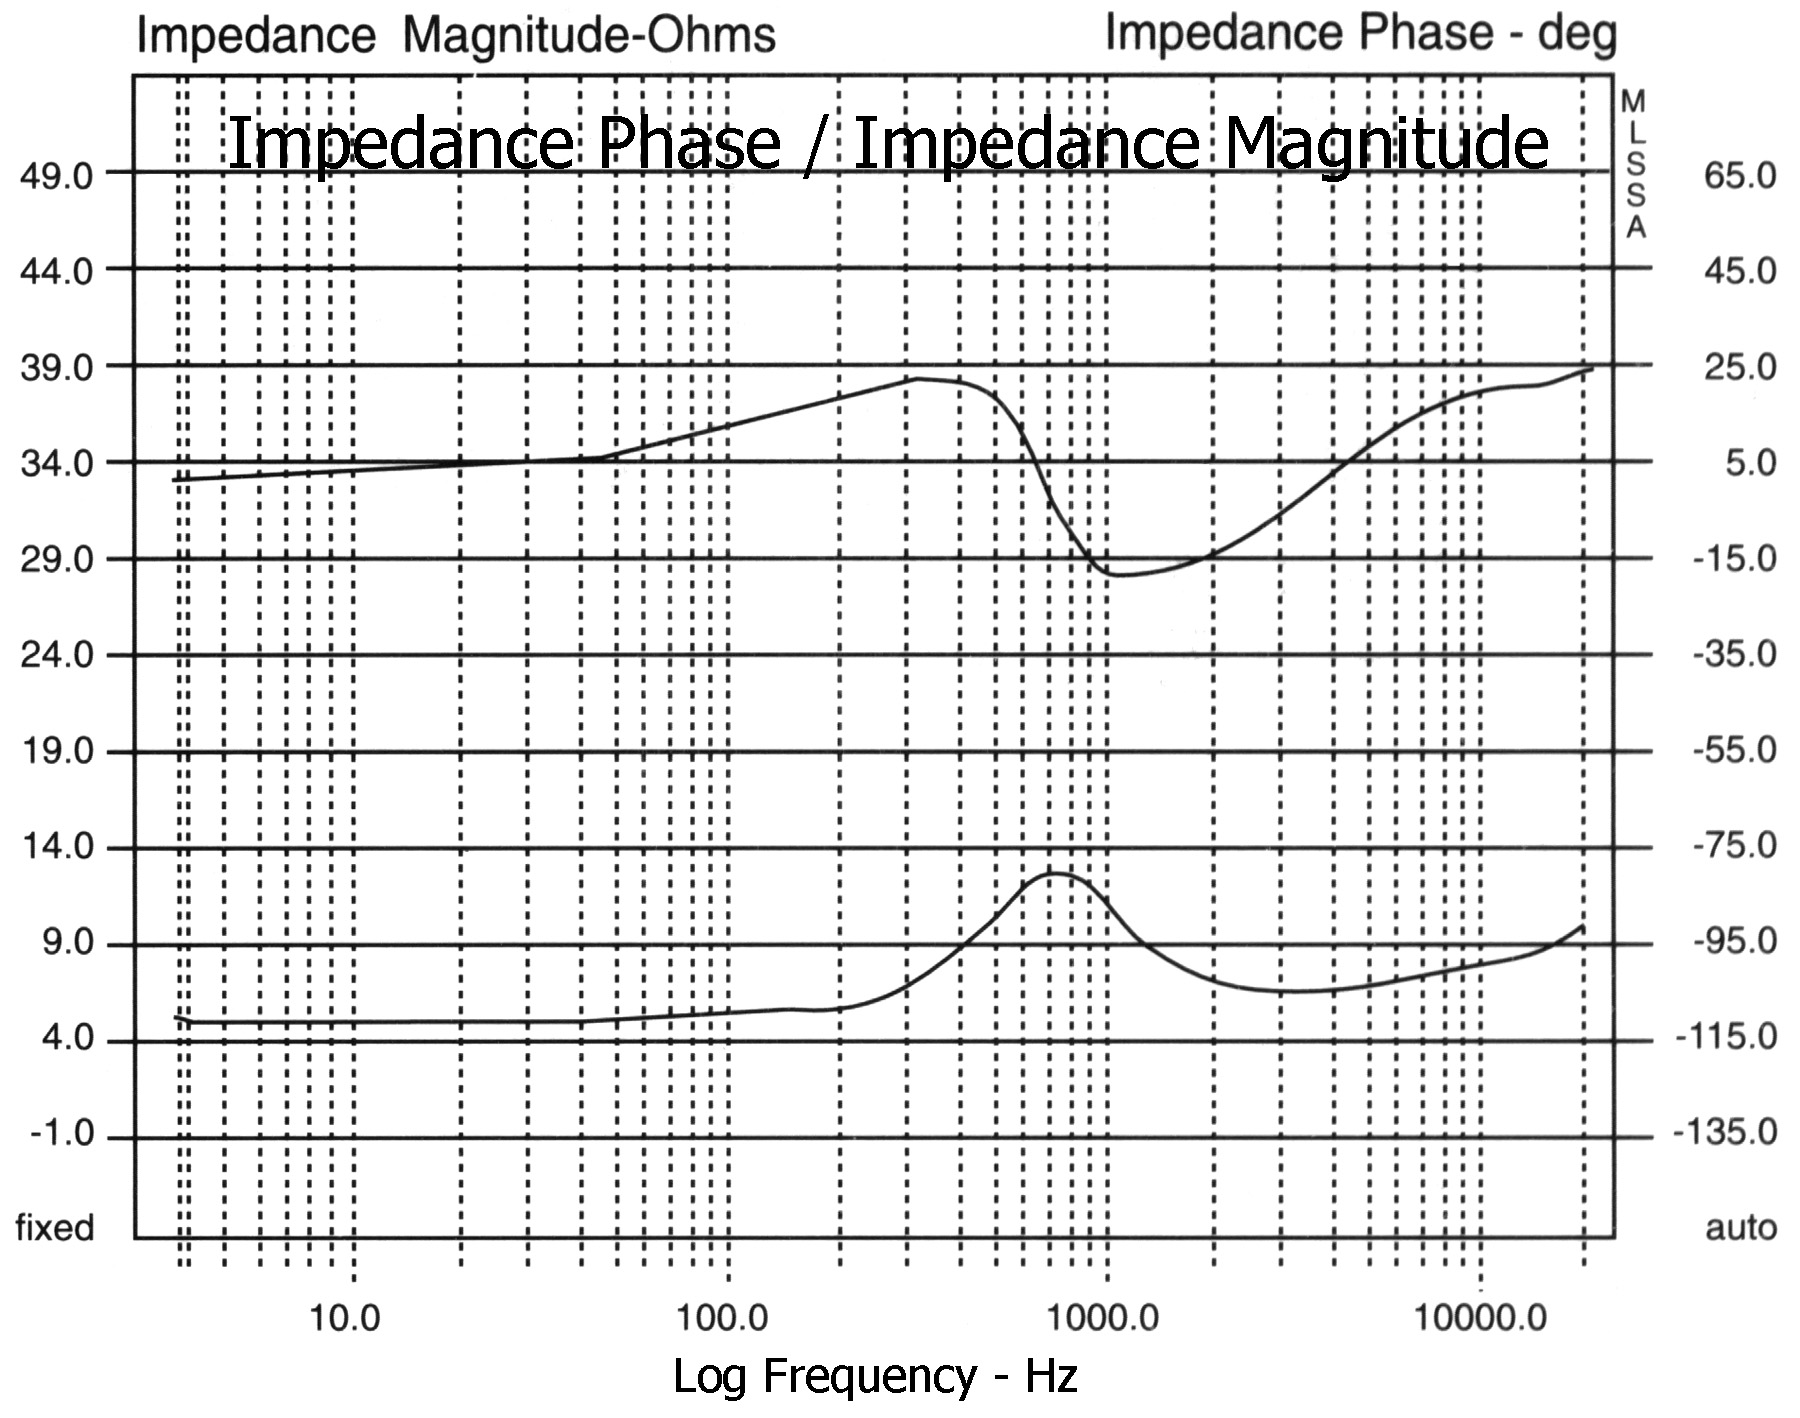 Impedance Magnitude-Ohms Impedance Phase - deg
Impedance Phase / Impedance Magnitude
M
L
S
S
A
49.0 65.0
44.0 45.0
39.0 25.0
34.0 5.0
29.0 -15.0
24.0 -35.0
19.0 -55.0
14.0 -75.0
9.0 -95.0
4.0 -115.0
-1.0 -135.0
fixed auto
10.0 100.0 1000.0 10000.0
Log Frequency - Hz